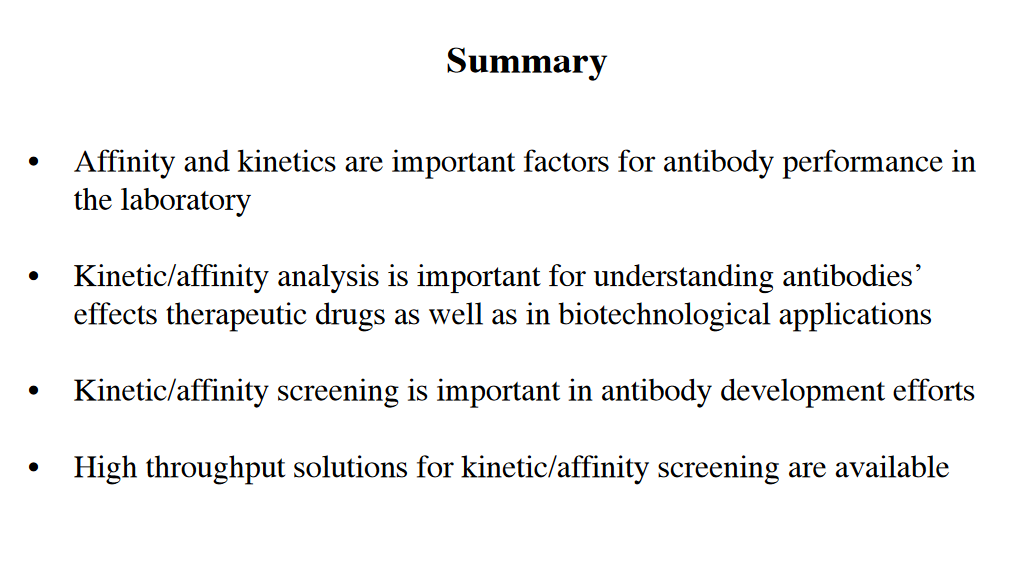 Summary
• Affinity and kinetics are important factors for antibody performance in
the laboratory
• Kinetic/affinity analysis is important for understanding antibodies’
effects therapeutic drugs as well as in biotechnological applications
• Kinetic/affinity screening is important in antibody development efforts
• High throughput solutions for kinetic/affinity screening are available